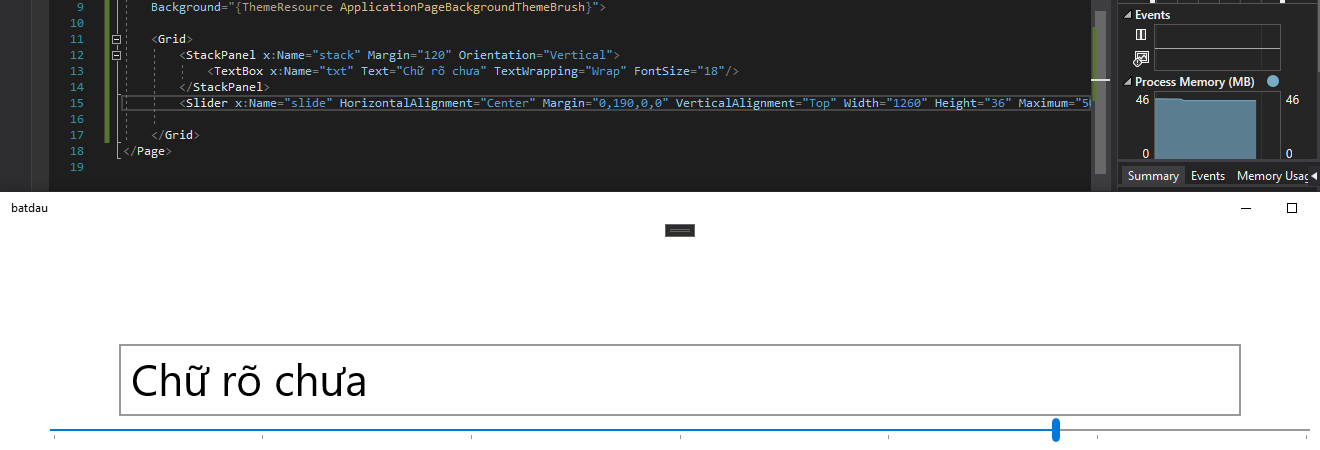 9 Background="{ThemeResource ApplicationPageBackgroundThemeBrush}">
10
11 <Grid>
12 <StackPanel x:Name="stack" Margin="120" Orientation="Vertical">
13 <TextBox x:Name="txt" Text="Chữ rõ chưa" TextWrapping="Wrap" FontSize="18"/>
14 </StackPanel>
15 <Slider x:Name="slide" HorizontalAlignment="Center" Margin="0,190,0,0" VerticalAlignment="Top" Width="1260" Height="36" Maximum="50
16
17 </Grid>
18 </Page>
19
Events
Process Memory (MB)
46 46
0 0
Summary Events Memory Usag
batdau
Chữ rõ chưa